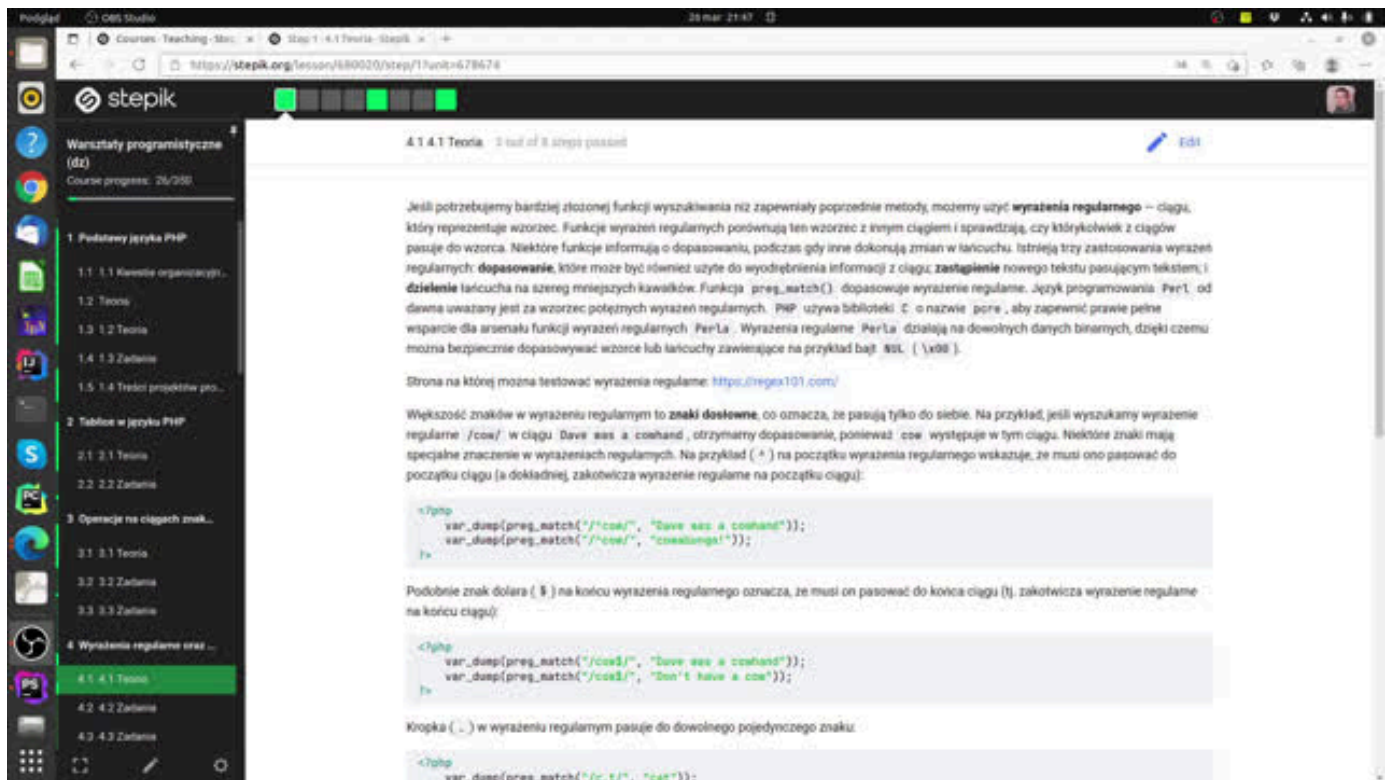 Podgląd OBS Studio 26 mar 21:47
Courses · Teaching · Ste...
Step 1 · 4.1 Teoria · Stepik
https://stepik.org/lesson/680020/step/1?unit=678674
stepik
Warsztaty programistyczne
(dz)
Course progress: 26/350
1 Podstawy języka PHP
1.1 1.1 Kwestie organizacyjn...
1.2 Teoria
1.3 1.2 Teoria
1.4 1.3 Zadanie
1.5 1.4 Treści projektów pro...
2 Tablice w języku PHP
2.1 2.1 Teoria
2.2 2.2 Zadania
3 Operacje na ciągach znak...
3.1 3.1 Teoria
3.2 3.2 Zadania
3.3 3.3 Zadania
4 Wyrażenia regularne oraz ...
4.1 4.1 Teoria
4.2 4.2 Zadania
4.3 4.3 Zadania
4.1 4.1 Teoria 3 out of 8 steps passed
Edit
Jeśli potrzebujemy bardziej złożonej funkcji wyszukiwania niż zapewniały poprzednie metody, możemy użyć wyrażenia regularnego — ciągu,
który reprezentuje wzorzec. Funkcje wyrażeń regularnych porównują ten wzorzec z innym ciągiem i sprawdzają, czy którykolwiek z ciągów
pasuje do wzorca. Niektóre funkcje informują o dopasowaniu, podczas gdy inne dokonują zmian w łańcuchu. Istnieją trzy zastosowania wyrażeń
regularnych: dopasowanie, które może być również użyte do wyodrębnienia informacji z ciągu; zastąpienie nowego tekstu pasującym tekstem; i
dzielenie łańcucha na szereg mniejszych kawałków. Funkcja preg_match() dopasowuje wyrażenie regularne. Język programowania Perl od
dawna uważany jest za wzorzec potężnych wyrażeń regularnych. PHP używa biblioteki C o nazwie pcre, aby zapewnić prawie pełne
wsparcie dla arsenału funkcji wyrażeń regularnych Perla. Wyrażenia regularne Perla działają na dowolnych danych binarnych, dzięki czemu
można bezpiecznie dopasowywać wzorce lub łańcuchy zawierające na przykład bajt NUL ( \x00 ).
Strona na której można testować wyrażenia regularne: https://regex101.com/
Większość znaków w wyrażeniu regularnym to znaki dosłowne, co oznacza, że pasują tylko do siebie. Na przykład, jeśli wyszukamy wyrażenie
regularne /cow/ w ciągu Dave was a cowhand, otrzymamy dopasowanie, ponieważ cow występuje w tym ciągu. Niektóre znaki mają
specjalne znaczenie w wyrażeniach regularnych. Na przykład ( ^ ) na początku wyrażenia regularnego wskazuje, że musi ono pasować do
początku ciągu (a dokładniej, zakotwicza wyrażenie regularne na początku ciągu):
<?php
var_dump(preg_match("/^cow/", "Dave was a cowhand"));
var_dump(preg_match("/^cow/", "cowabunga!"));
?>
Podobnie znak dolara ( $ ) na końcu wyrażenia regularnego oznacza, że musi on pasować do końca ciągu (tj. zakotwicza wyrażenie regularne
na końcu ciągu):
<?php
var_dump(preg_match("/cow$/", "Dave was a cowhand"));
var_dump(preg_match("/cow$/", "Don't have a cow"));
?>
Kropka ( . ) w wyrażeniu regularnym pasuje do dowolnego pojedynczego znaku:
<?php
var_dump(preg_match("/c.t/", "cat"));